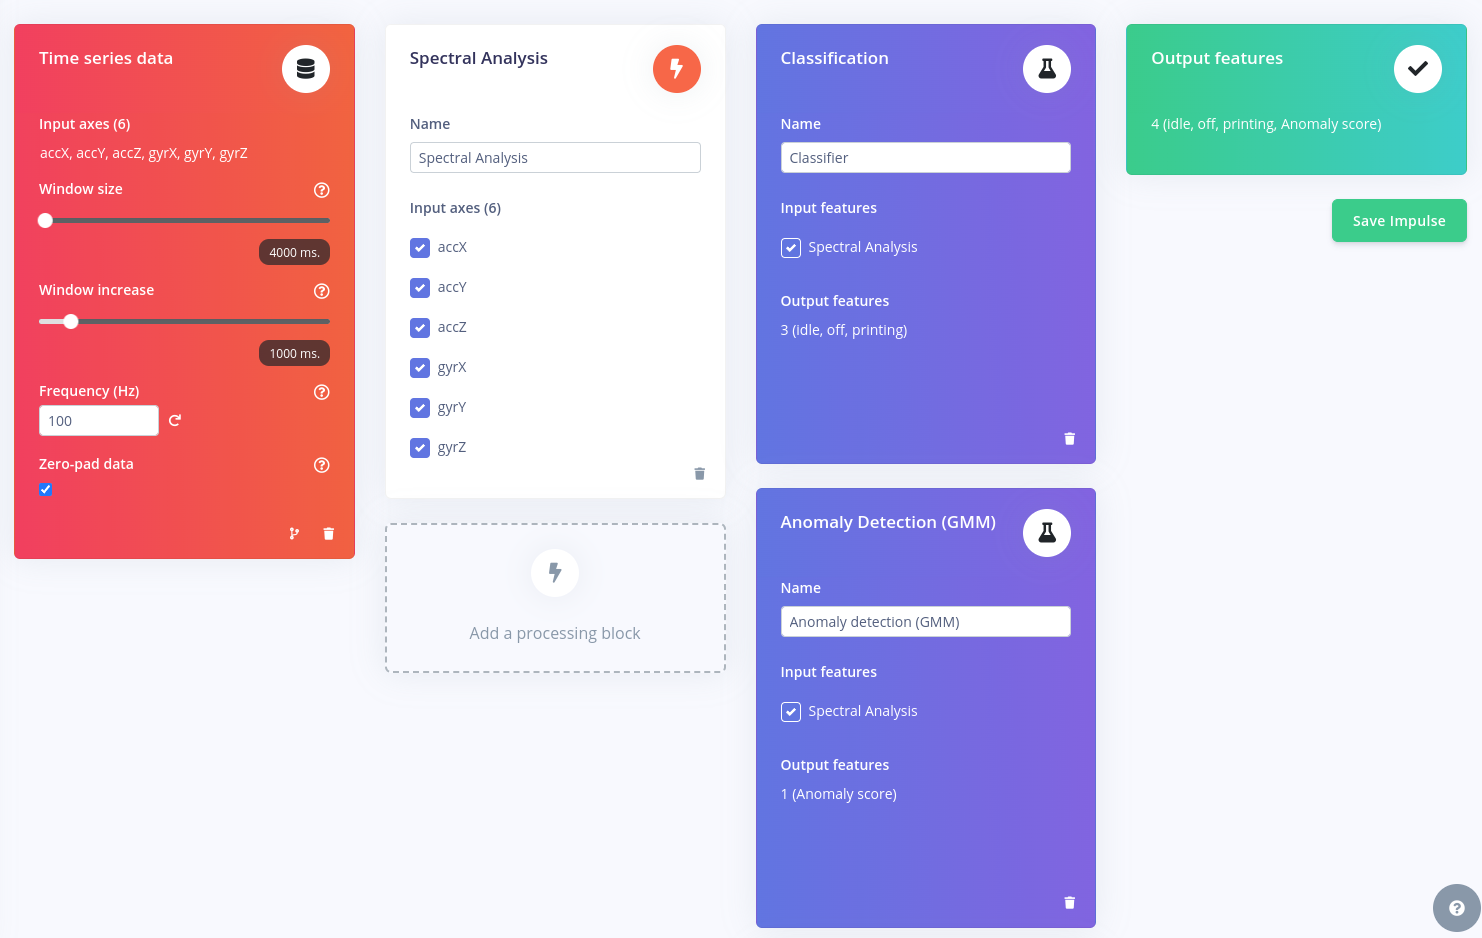 Time series data
Input axes (6)
accX, accY, accZ, gyrX, gyrY, gyrZ
Window size
4000 ms.
Window increase
1000 ms.
Frequency (Hz)
100
Zero-pad data
Spectral Analysis
Name
Spectral Analysis
Input axes (6)
accX
accY
accZ
gyrX
gyrY
gyrZ
Add a processing block
Classification
Name
Classifier
Input features
Spectral Analysis
Output features
3 (idle, off, printing)
Anomaly Detection (GMM)
Name
Anomaly detection (GMM)
Input features
Spectral Analysis
Output features
1 (Anomaly score)
Output features
4 (idle, off, printing, Anomaly score)
Save Impulse